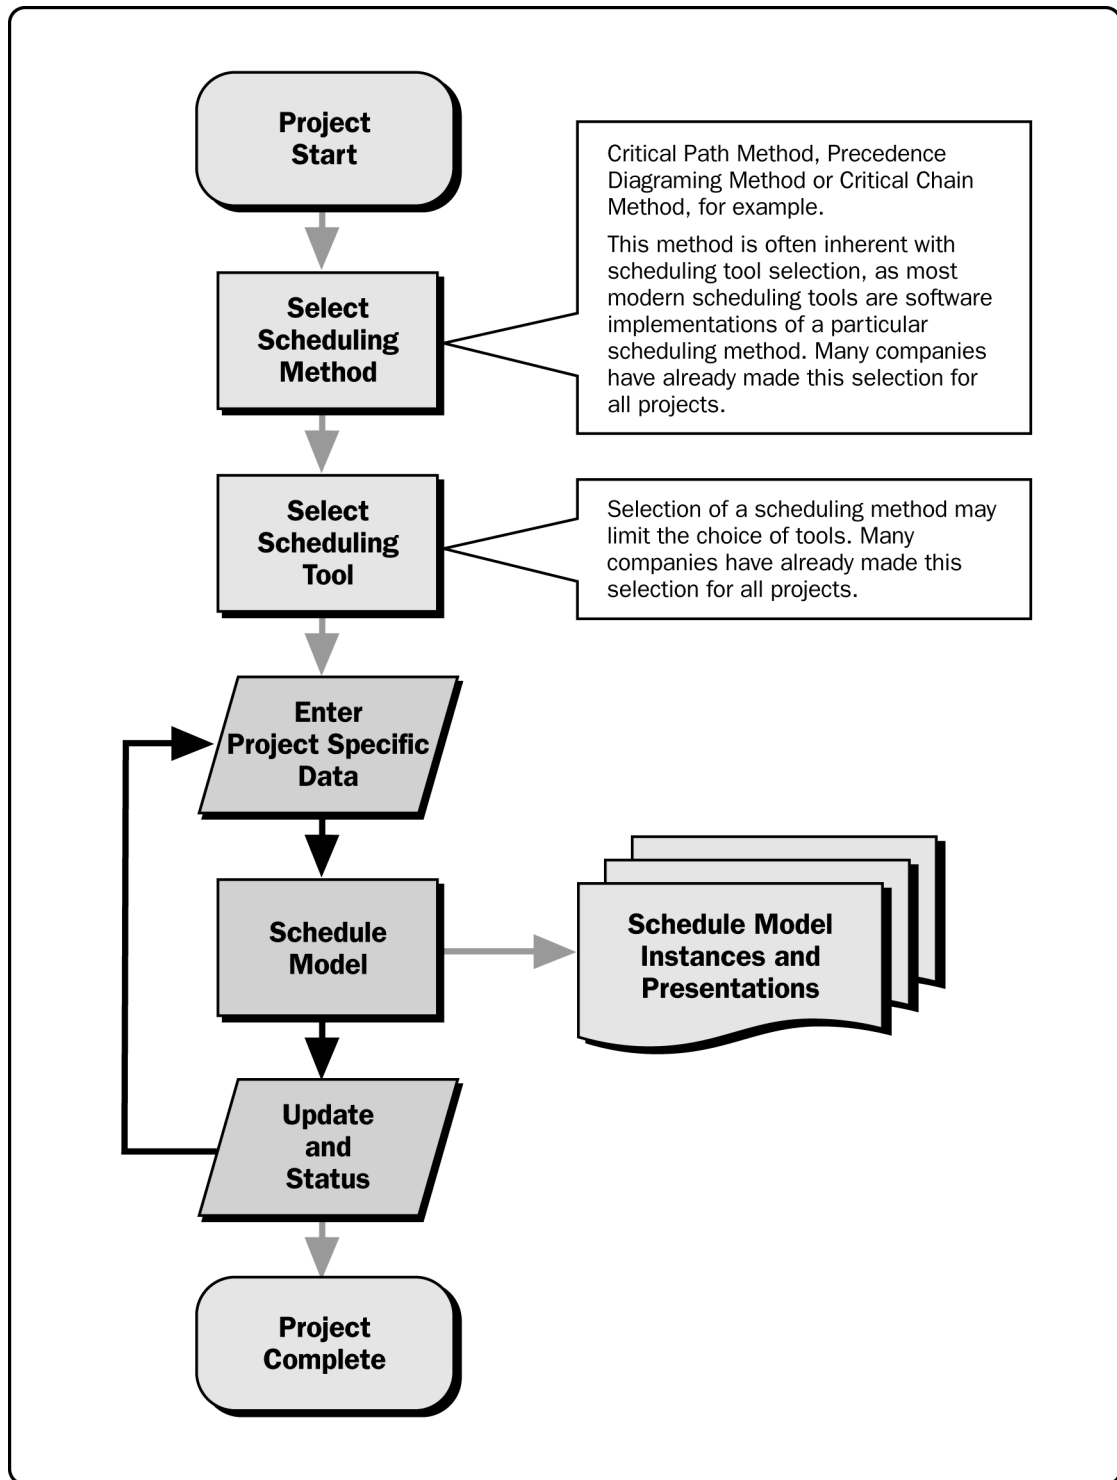 Project
Start
Critical Path Method, Precedence
Diagraming Method or Critical Chain
Method, for example.
This method is often inherent with
scheduling tool selection, as most
modern scheduling tools are software
implementations of a particular
scheduling method. Many companies
have already made this selection for
all projects.
Select
Scheduling
Method
Select
Scheduling
Tool
Selection of a scheduling method may
limit the choice of tools. Many
companies have already made this
selection for all projects.
Enter
Project Specific
Data
Schedule
Model
Schedule Model
Instances and
Presentations
Update
and
Status
Project
Complete